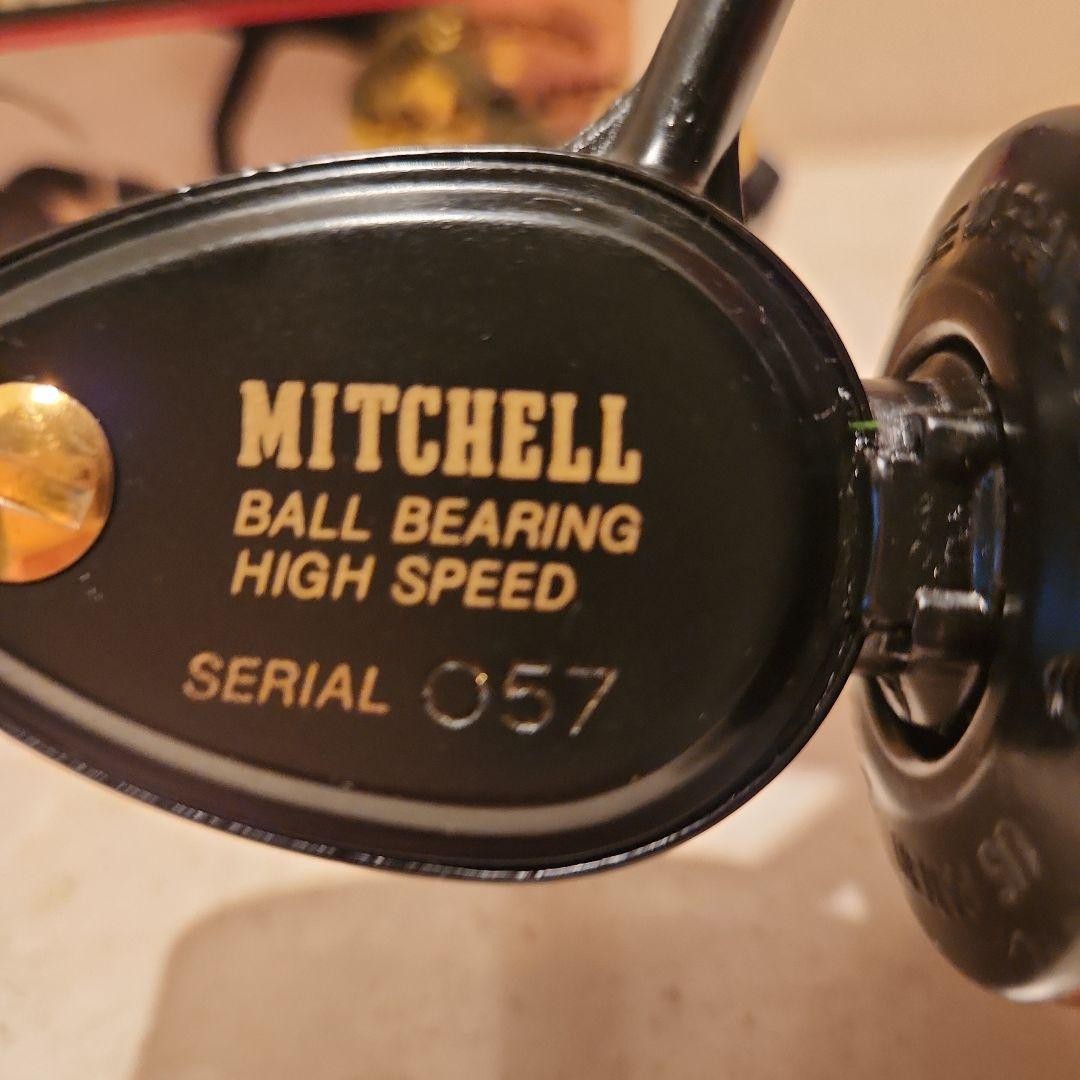 MITCHELL
BALL BEARING
HIGH SPEED
SERIAL 057